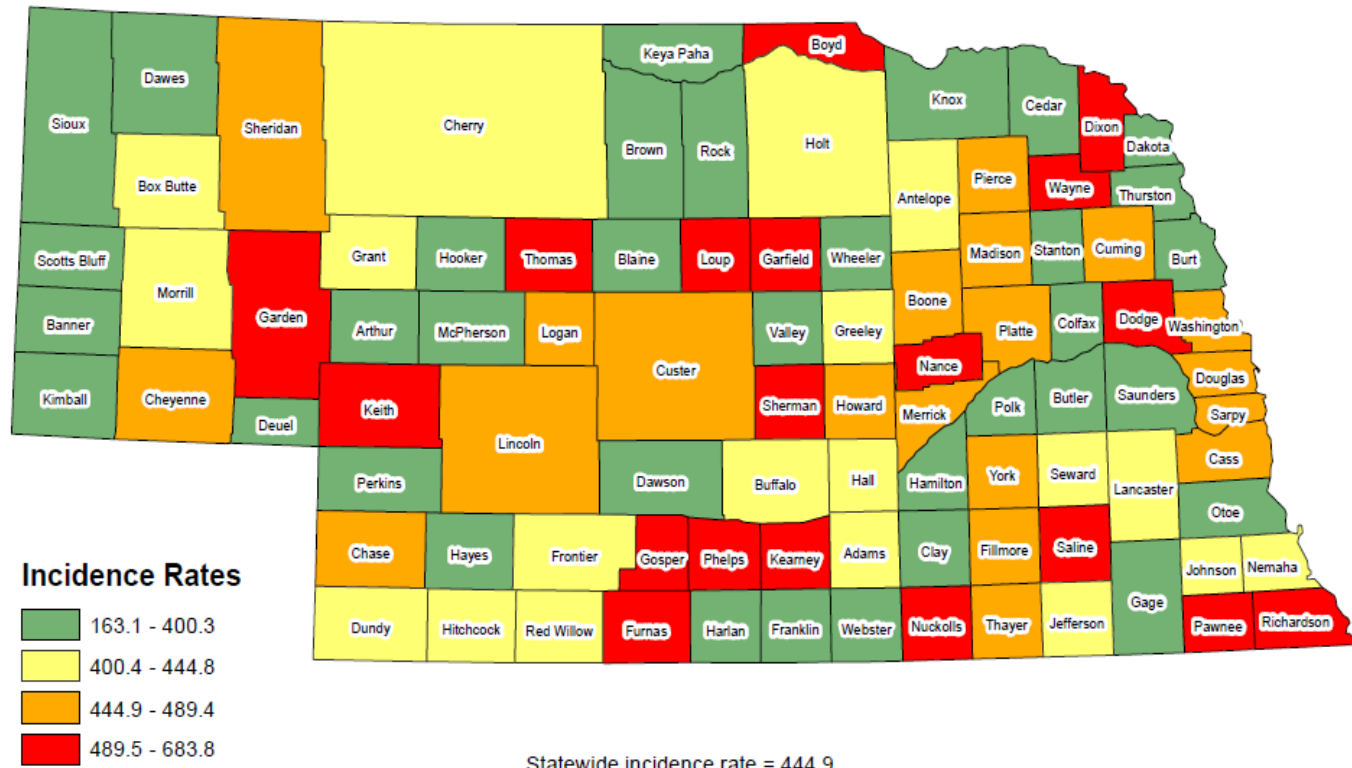 Keya Paha
Boyd
Dawes
Knox
Cedar
Sioux
Sheridan
Cherry
Dixon
Brown
Rock
Holt
Dakota
Box Butte
Pierce
Wayne
Thurston
Antelope
Scotts Bluff
Grant
Hooker
Thomas
Blaine
Loup
Garfield
Wheeler
Madison
Stanton
Cuming
Burt
Morrill
Boone
Banner
Garden
Arthur
McPherson
Logan
Valley
Greeley
Platte
Colfax
Dodge
Washington
Custer
Nance
Kimball
Cheyenne
Keith
Sherman
Howard
Merrick
Polk
Butler
Saunders
Douglas
Sarpy
Deuel
Lincoln
Perkins
Dawson
Buffalo
Hall
Hamilton
York
Seward
Lancaster
Cass
Otoe
Chase
Hayes
Frontier
Gosper
Phelps
Kearney
Adams
Clay
Fillmore
Saline
Johnson
Nemaha
Gage
Dundy
Hitchcock
Red Willow
Furnas
Harlan
Franklin
Webster
Nuckolls
Thayer
Jefferson
Pawnee
Richardson
Incidence Rates
163.1 - 400.3
400.4 - 444.8
444.9 - 489.4
489.5 - 683.8
Statewide incidence rate = 444.9